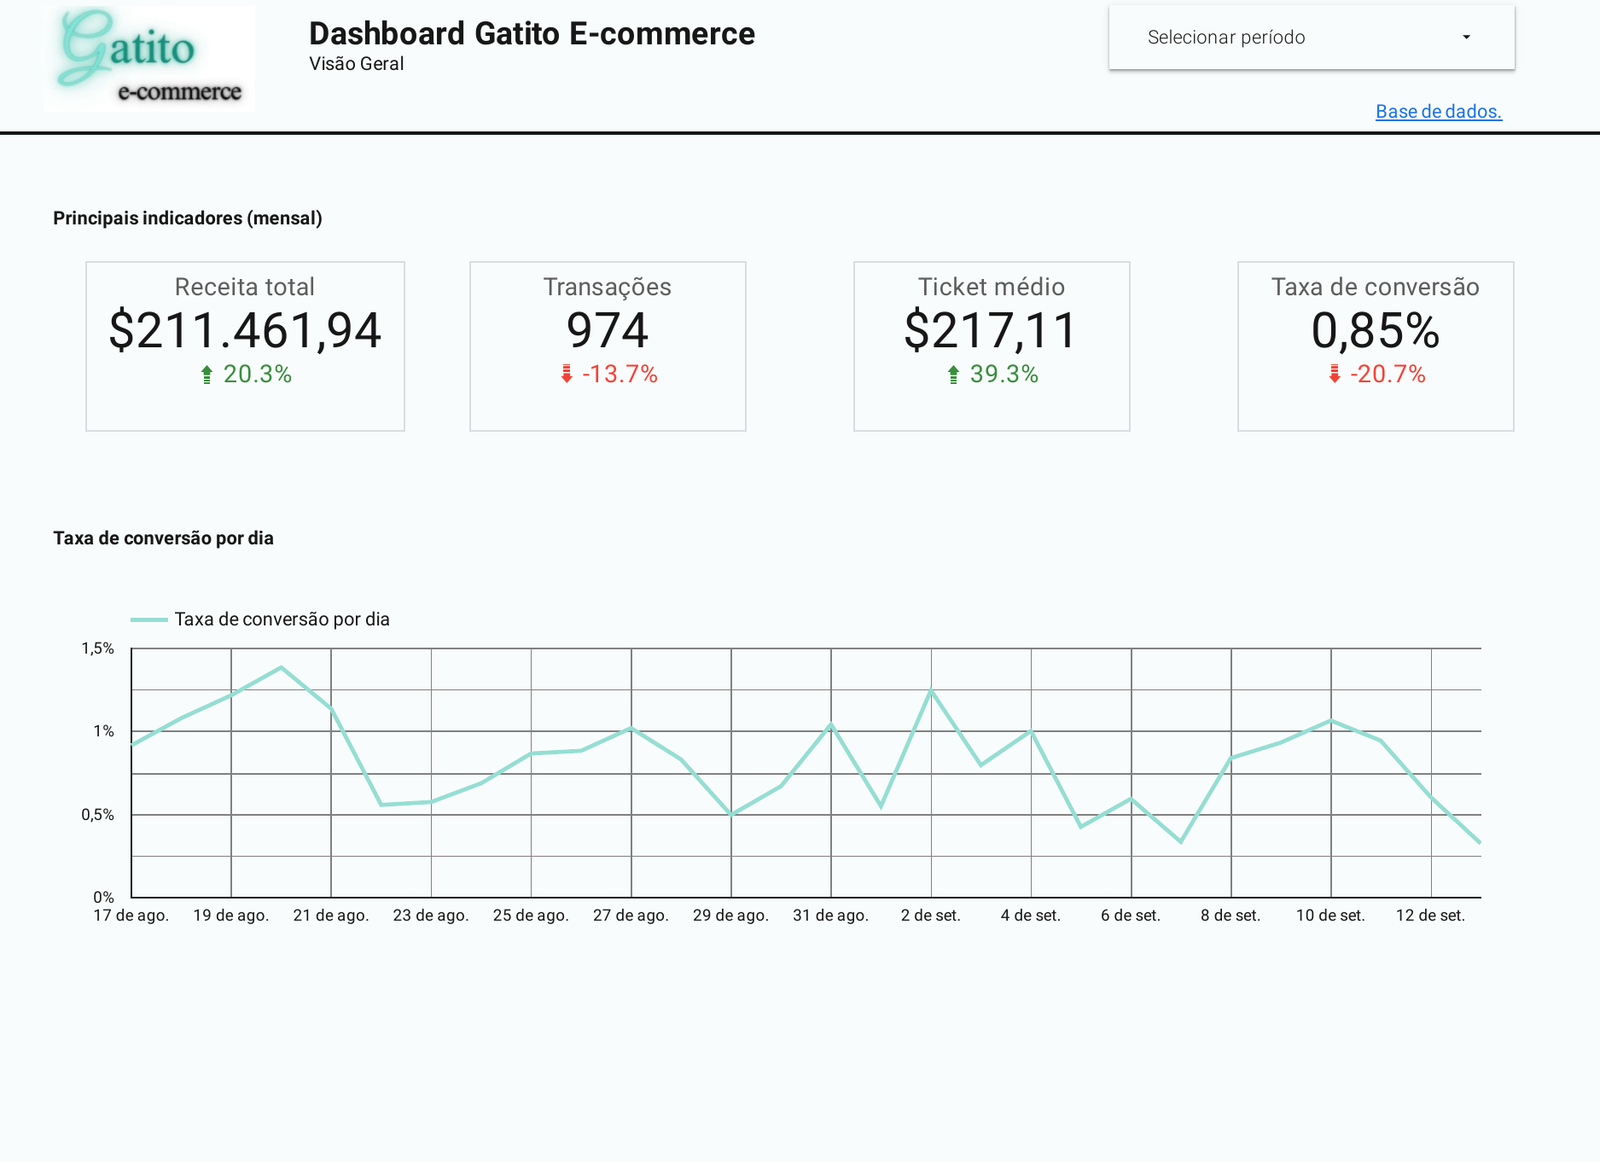 Gatito
e-commerce
Dashboard Gatito E-commerce
Visão Geral
Selecionar período
Base de dados.
Principais indicadores (mensal)
Receita total
$211.461,94
20.3%
Transações
974
-13.7%
Ticket médio
$217,11
39.3%
Taxa de conversão
0,85%
-20.7%
Taxa de conversão por dia
Taxa de conversão por dia
1,5%
1%
0,5%
0%
17 de ago. 19 de ago. 21 de ago. 23 de ago. 25 de ago. 27 de ago. 29 de ago. 31 de ago. 2 de set. 4 de set. 6 de set. 8 de set. 10 de set. 12 de set.